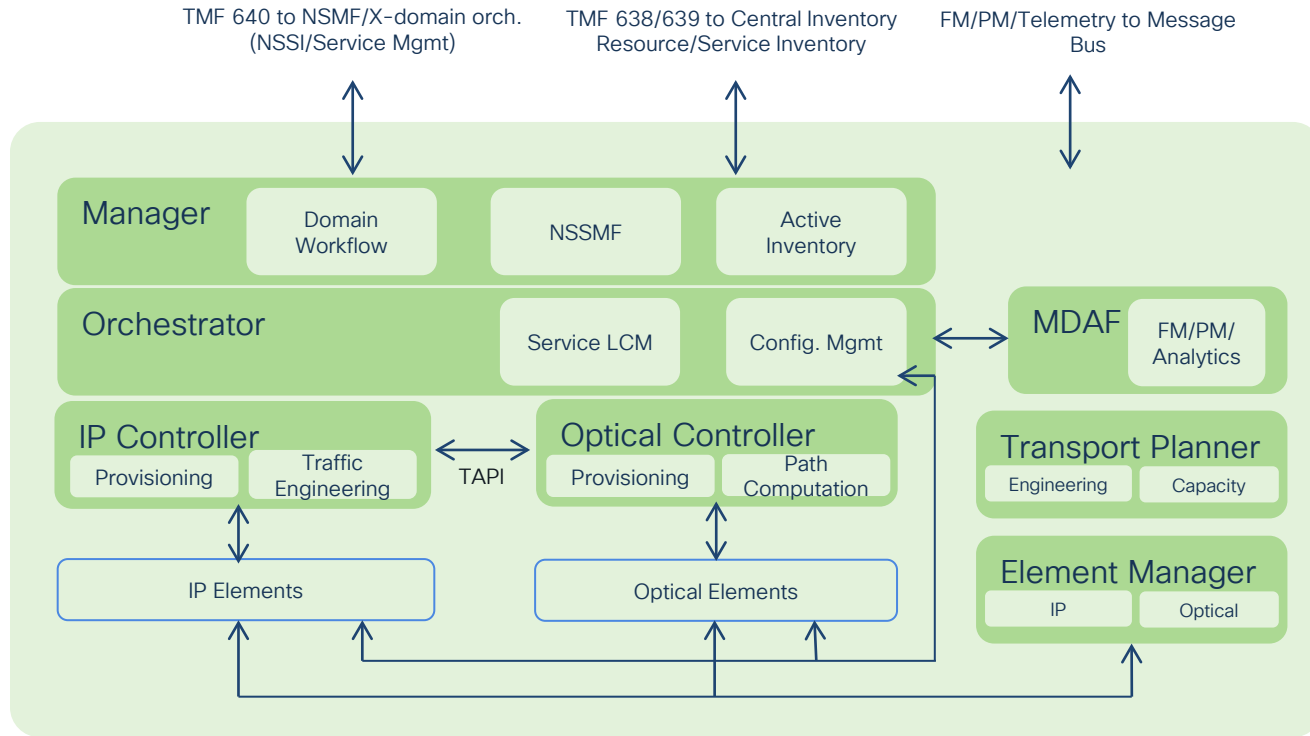 TMF 640 to NSMF/X-domain orch.
(NSSI/Service Mgmt)
TMF 638/639 to Central Inventory
Resource/Service Inventory
FM/PM/Telemetry to Message
Bus
Manager
Domain
Workflow
NSSMF
Active
Inventory
Orchestrator
Service LCM
Config. Mgmt
MDAF
FM/PM/
Analytics
IP Controller
Provisioning
Traffic
Engineering
TAPI
Optical Controller
Provisioning
Path
Computation
Transport Planner
Engineering
Capacity
IP Elements
Optical Elements
Element Manager
IP
Optical